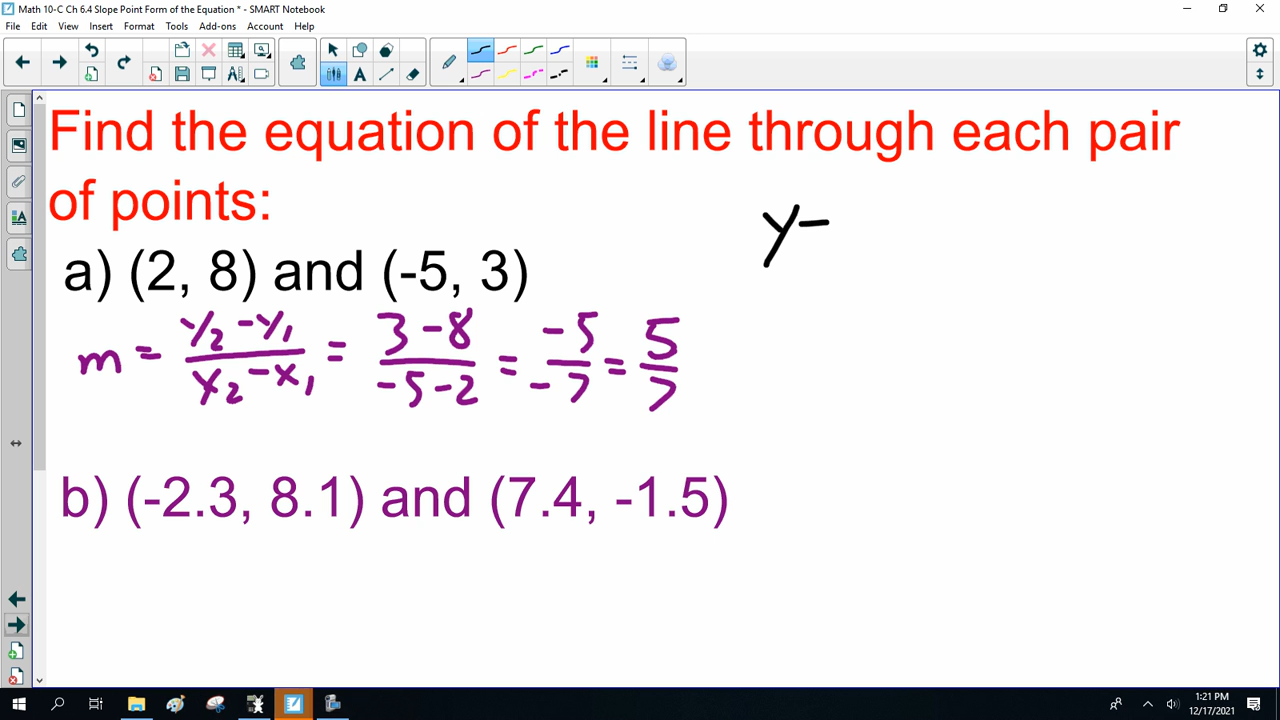 Math 10-C Ch 6.4 Slope Point Form of the Equation * - SMART Notebook
File Edit View Insert Format Tools Add-ons Help
Find the equation of the line through each pair
of points:
y-
a) (2, 8) and (-5, 3)
m = (y₂ - y₁)/(x₂ - x₁) = (3 - 8)/(-5 - 2) = -5/-7 = 5/7
b) (-2.3, 8.1) and (7.4, -1.5)
1:21 PM
12/17/2021